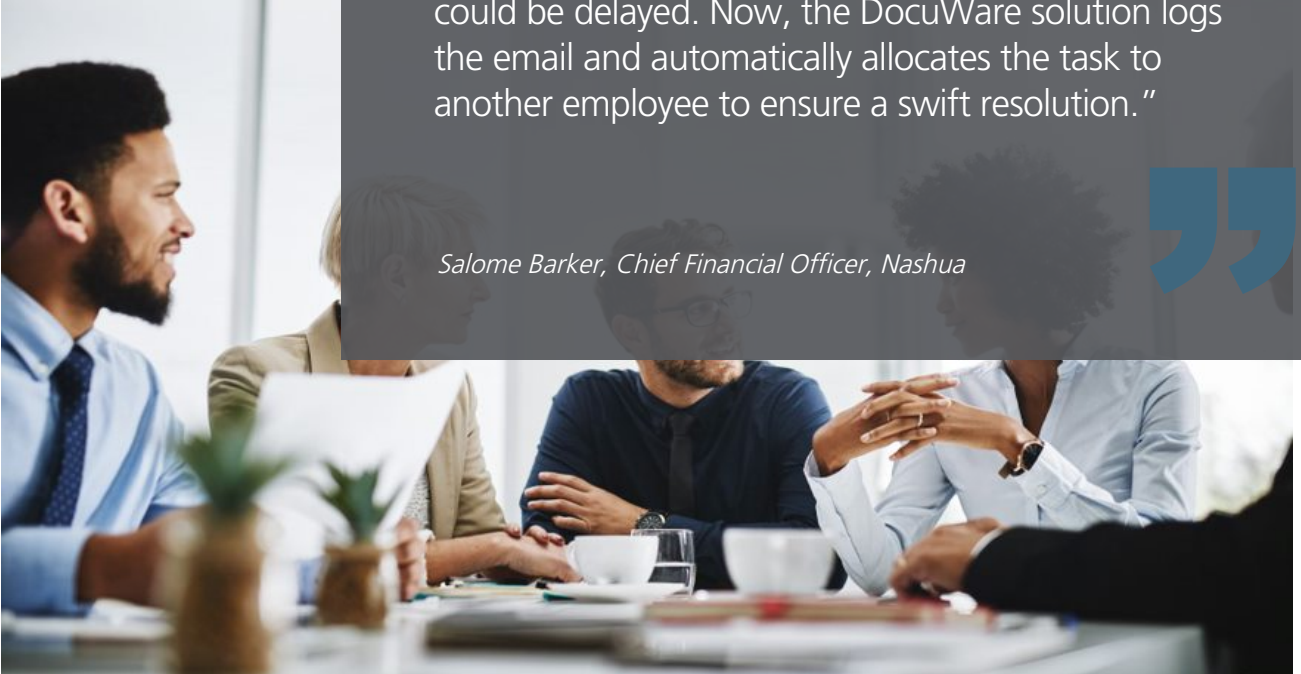 could be delayed. Now, the DocuWare solution logs
the email and automatically allocates the task to
another employee to ensure a swift resolution.”
”
Salome Barker, Chief Financial Officer, Nashua